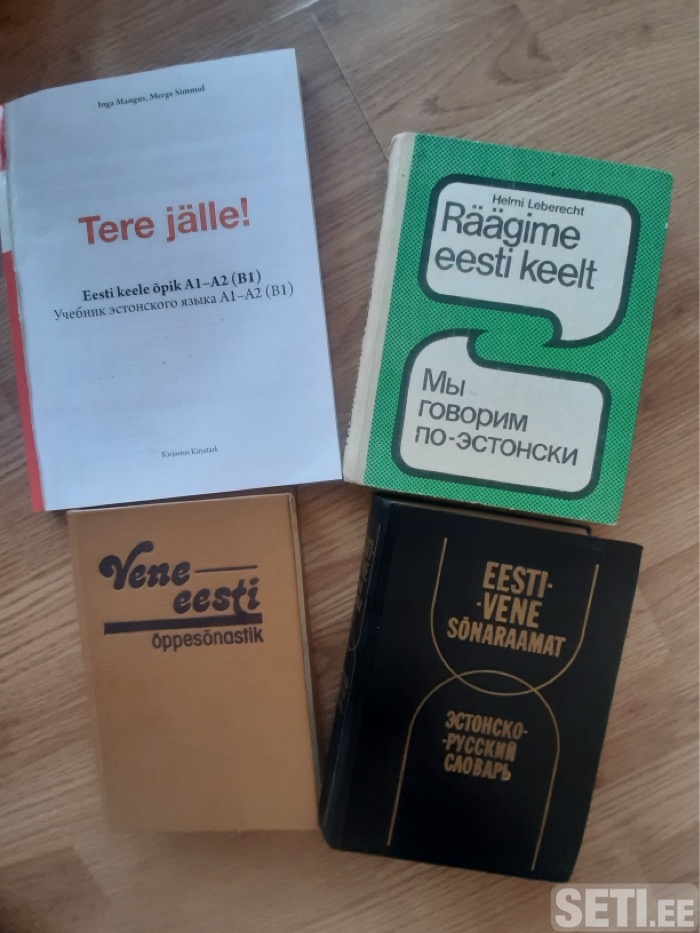 Inga Mangus, Merge Simmul
Tere jälle!
Eesti keele õpik A1–A2 (B1)
Учебник эстонского языка A1–A2 (B1)
Kirjastus Kirjatark
Helmi Leberecht
Räägime
eesti keelt
Мы
говорим
по-эстонски
Vene-
eesti
õppesõnastik
EESTI-
-VENE
SÕNARAAMAT
ЭСТОНСКО-
-РУССКИЙ
СЛОВАРЬ
SETI.EE